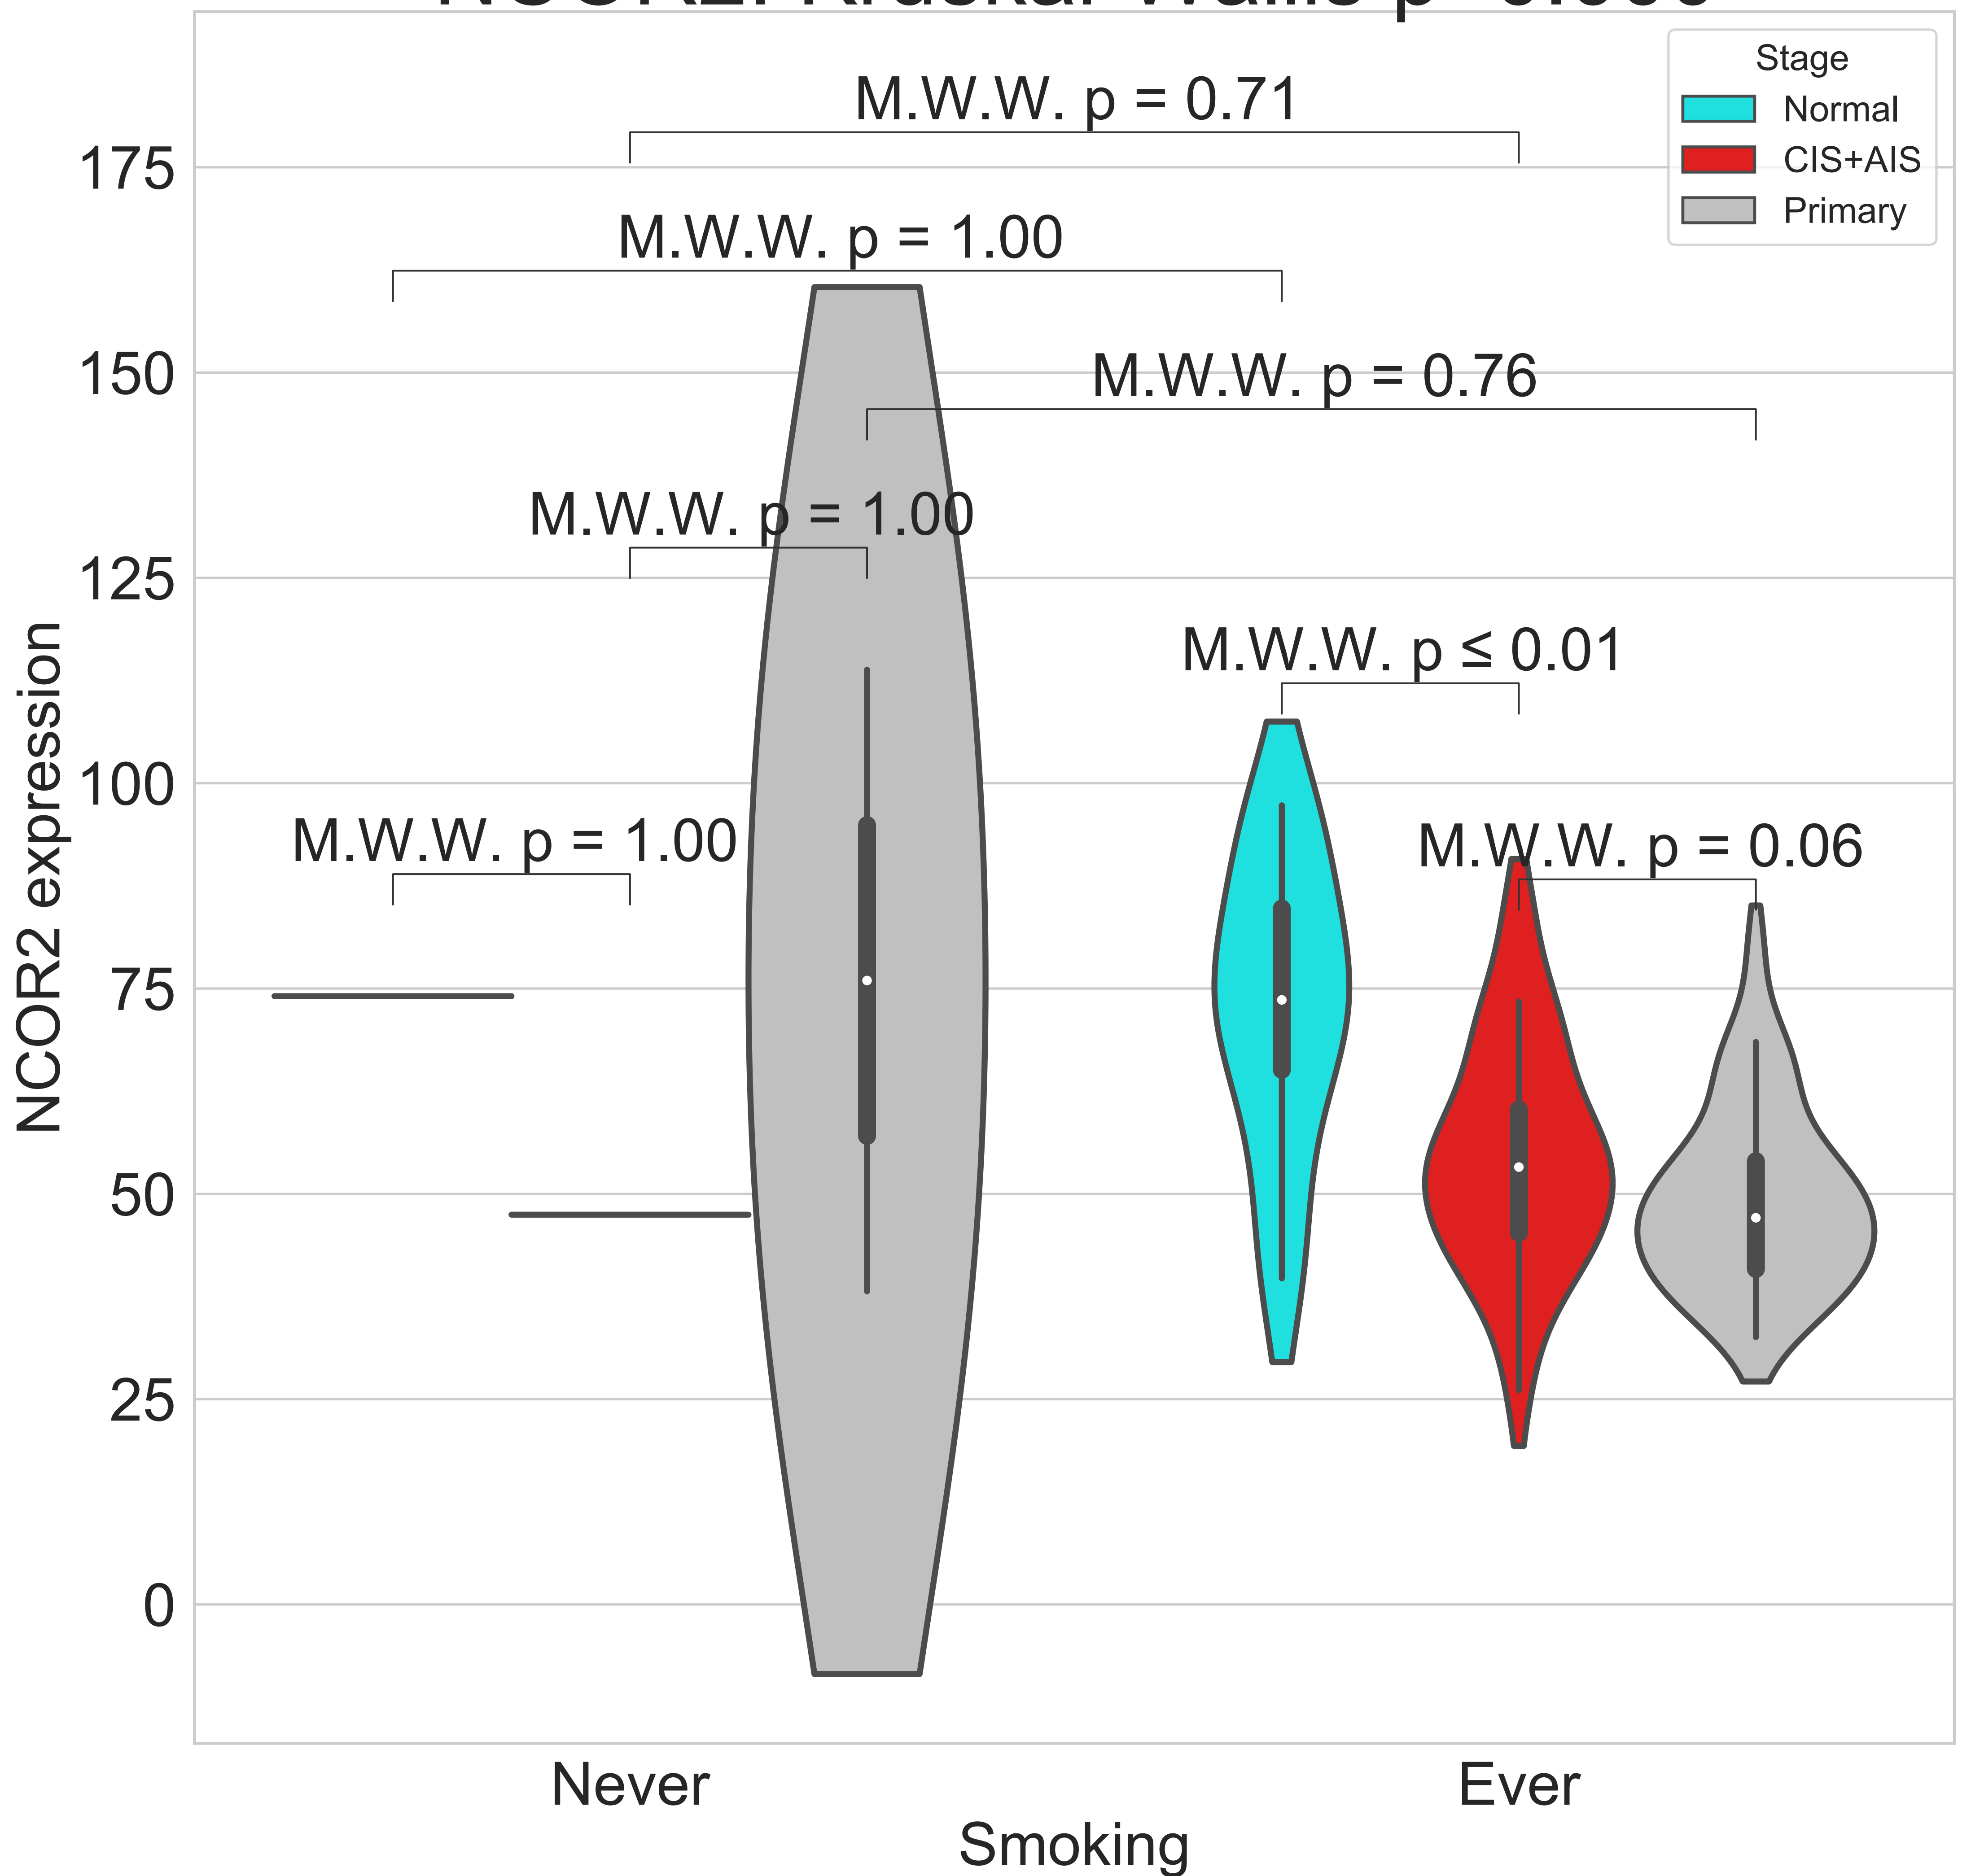 Stage
Normal
CIS+AIS
Primary
M.W.W. p = 0.71
M.W.W. p = 1.00
M.W.W. p = 0.76
M.W.W. p = 1.00
M.W.W. p ≤ 0.01
M.W.W. p = 1.00
M.W.W. p = 0.06
175
150
125
100
75
50
25
0
NCOR2 expression
Never
Ever
Smoking